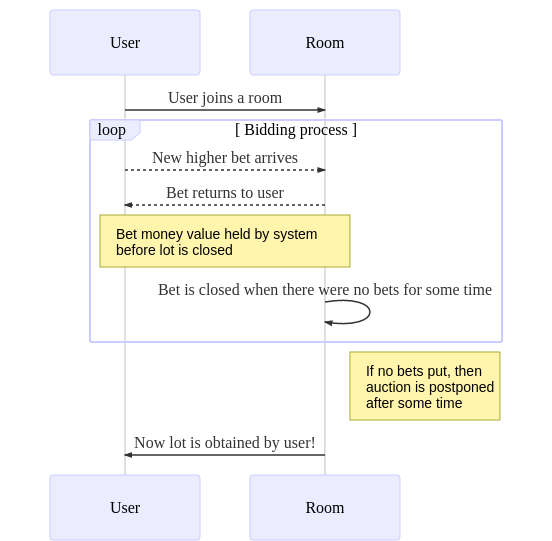 User
Room
User joins a room
loop
[ Bidding process ]
New higher bet arrives
Bet returns to user
Bet money value held by system
before lot is closed
Bet is closed when there were no bets for some time
If no bets put, then
auction is postponed
after some time
Now lot is obtained by user!
User
Room